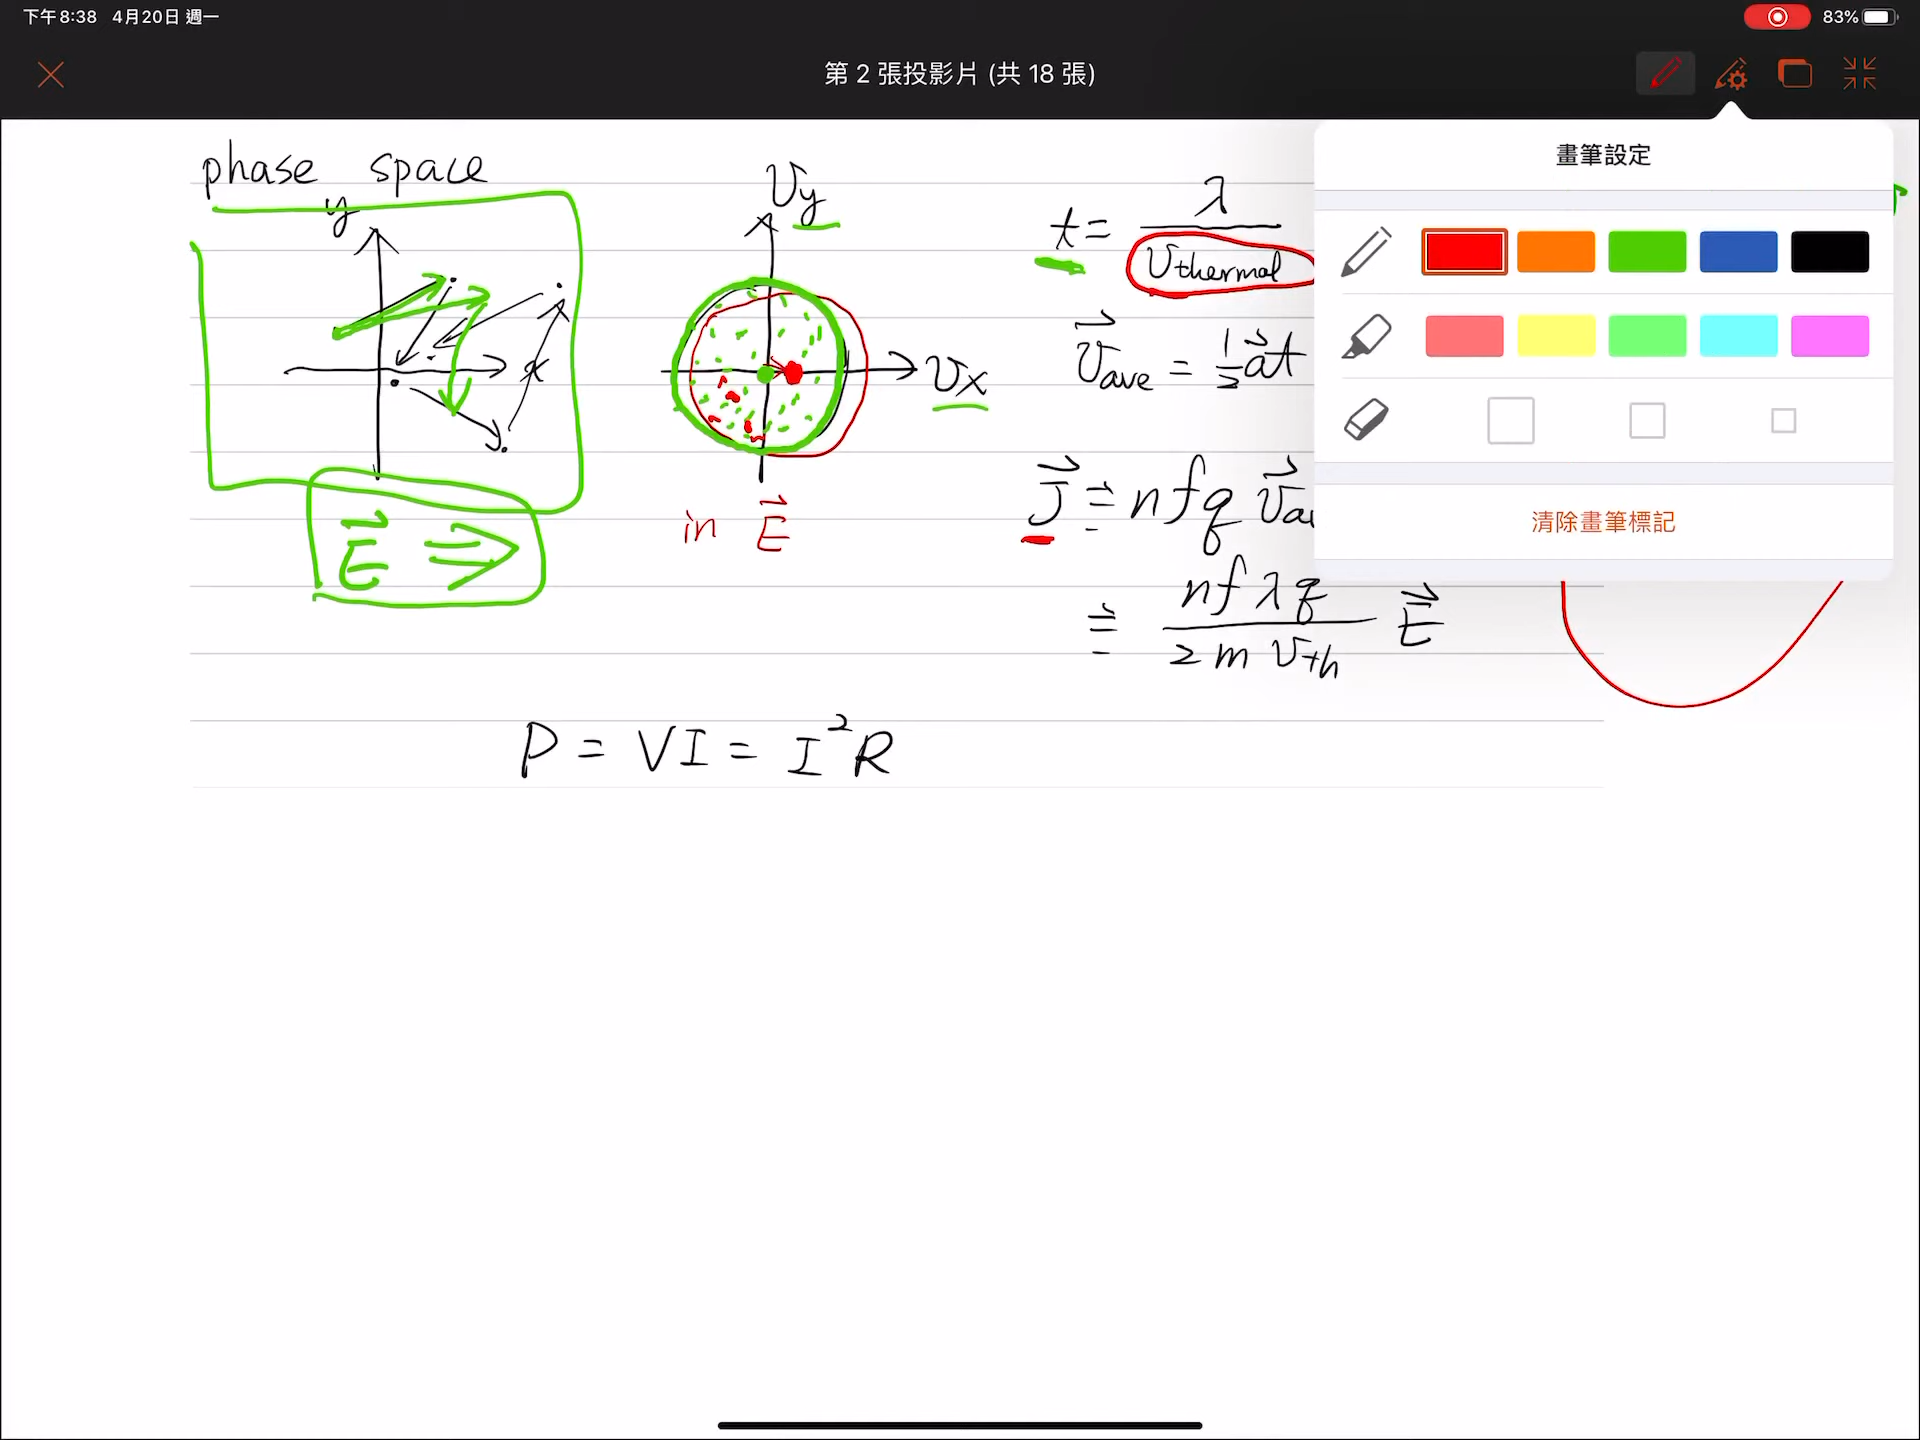 下午8:38 4月20日 週一
83%
第 2 張投影片 (共 18 張)
畫筆設定
清除畫筆標記
phase space
y
x
E ⇒
vy
vx
in E
t = λ / vthermal
vave = 1/2 at
J ≐ nfq
≐ nfλq / 2m vth E
P = VI = I²R